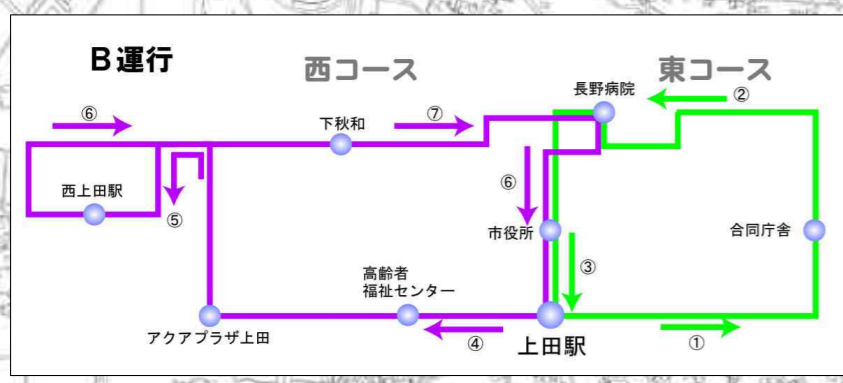 B運行
西コース
東コース
長野病院
②
⑥
下秋和
⑦
西上田駅
⑤
⑥
市役所
合同庁舎
③
高齢者
福祉センター
アクアプラザ上田
④
上田駅
①